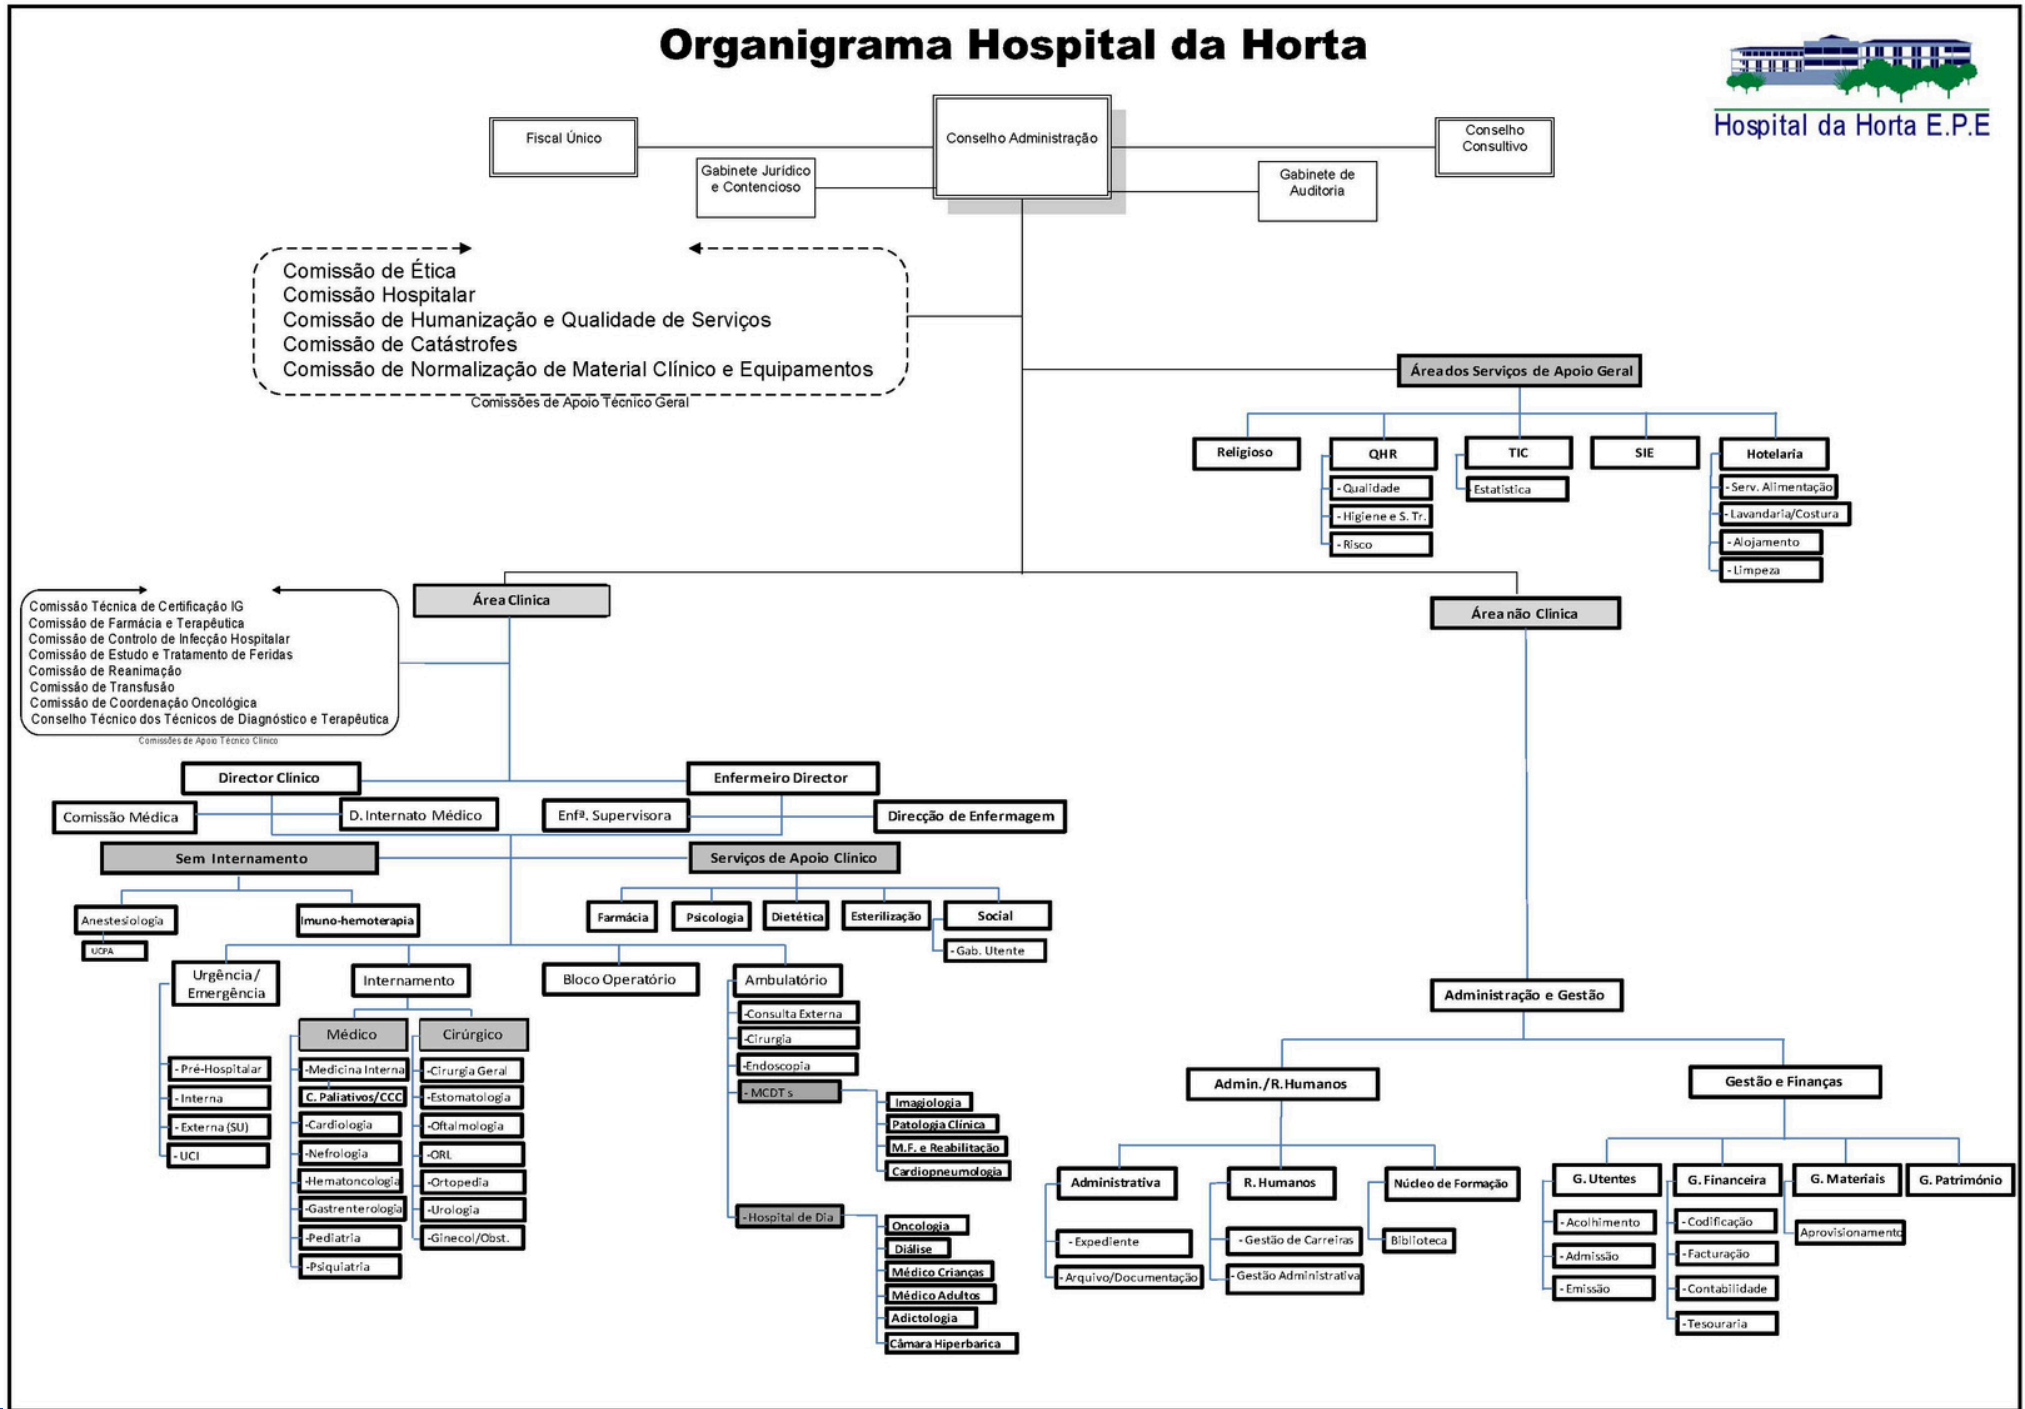 Organigrama Hospital da Horta
Hospital da Horta E.P.E
Fiscal Único
Conselho Administração
Conselho
Consultivo
Gabinete Jurídico
e Contencioso
Gabinete de
Auditoria
Comissão de Ética
Comissão Hospitalar
Comissão de Humanização e Qualidade de Serviços
Comissão de Catástrofes
Comissão de Normalização de Material Clínico e Equipamentos
Comissões de Apoio Técnico Geral
Área dos Serviços de Apoio Geral
Religioso
QHR
TIC
SIE
Hotelaria
- Qualidade
- Higiene e S. Tr.
- Risco
Estatística
- Serv. Alimentação
- Lavandaria/Costura
- Alojamento
- Limpeza
Área Clinica
Área não Clinica
Comissão Técnica de Certificação IG
Comissão de Farmácia e Terapêutica
Comissão de Controlo de Infecção Hospitalar
Comissão de Estudo e Tratamento de Feridas
Comissão de Reanimação
Comissão de Transfusão
Comissão de Coordenação Oncológica
Conselho Técnico dos Técnicos de Diagnóstico e Terapêutica
Comissões de Apoio Técnico Clínico
Director Clínico
Enfermeiro Director
Comissão Médica
D. Internato Médico
Enfª. Supervisora
Direcção de Enfermagem
Sem Internamento
Serviços de Apoio Clínico
Anestesiologia
UCPA
Imuno-hemoterapia
Farmácia
Psicologia
Dietética
Esterilização
Social
- Gab. Utente
Urgência/
Emergência
Internamento
Bloco Operatório
Ambulatório
- Pré-Hospitalar
- Interna
- Externa (SU)
- UCI
Médico
-Medicina Interna
C. Paliativos/CCC
-Cardiologia
-Nefrologia
-Hematoncologia
-Gastrenterologia
-Pediatria
-Psiquiatria
Cirúrgico
-Cirurgia Geral
-Estomatologia
-Oftalmologia
-ORL
-Ortopedia
-Urologia
-Ginecol/Obst.
-Consulta Externa
-Cirurgia
-Endoscopia
- MCDT s
Imagiologia
Patologia Clínica
M.F. e Reabilitação
Cardiopneumologia
- Hospital de Dia
Oncologia
Diálise
Médico Crianças
Médico Adultos
Adictologia
Câmara Hiperbarica
Administração e Gestão
Admin./R.Humanos
Gestão e Finanças
Administrativa
- Expediente
- Arquivo/Documentação
R. Humanos
- Gestão de Carreiras
- Gestão Administrativa
Núcleo de Formação
Biblioteca
G. Utentes
- Acolhimento
- Admissão
- Emissão
G. Financeira
- Codificação
- Facturação
- Contabilidade
- Tesouraria
G. Materiais
Aprovisionamento
G. Património